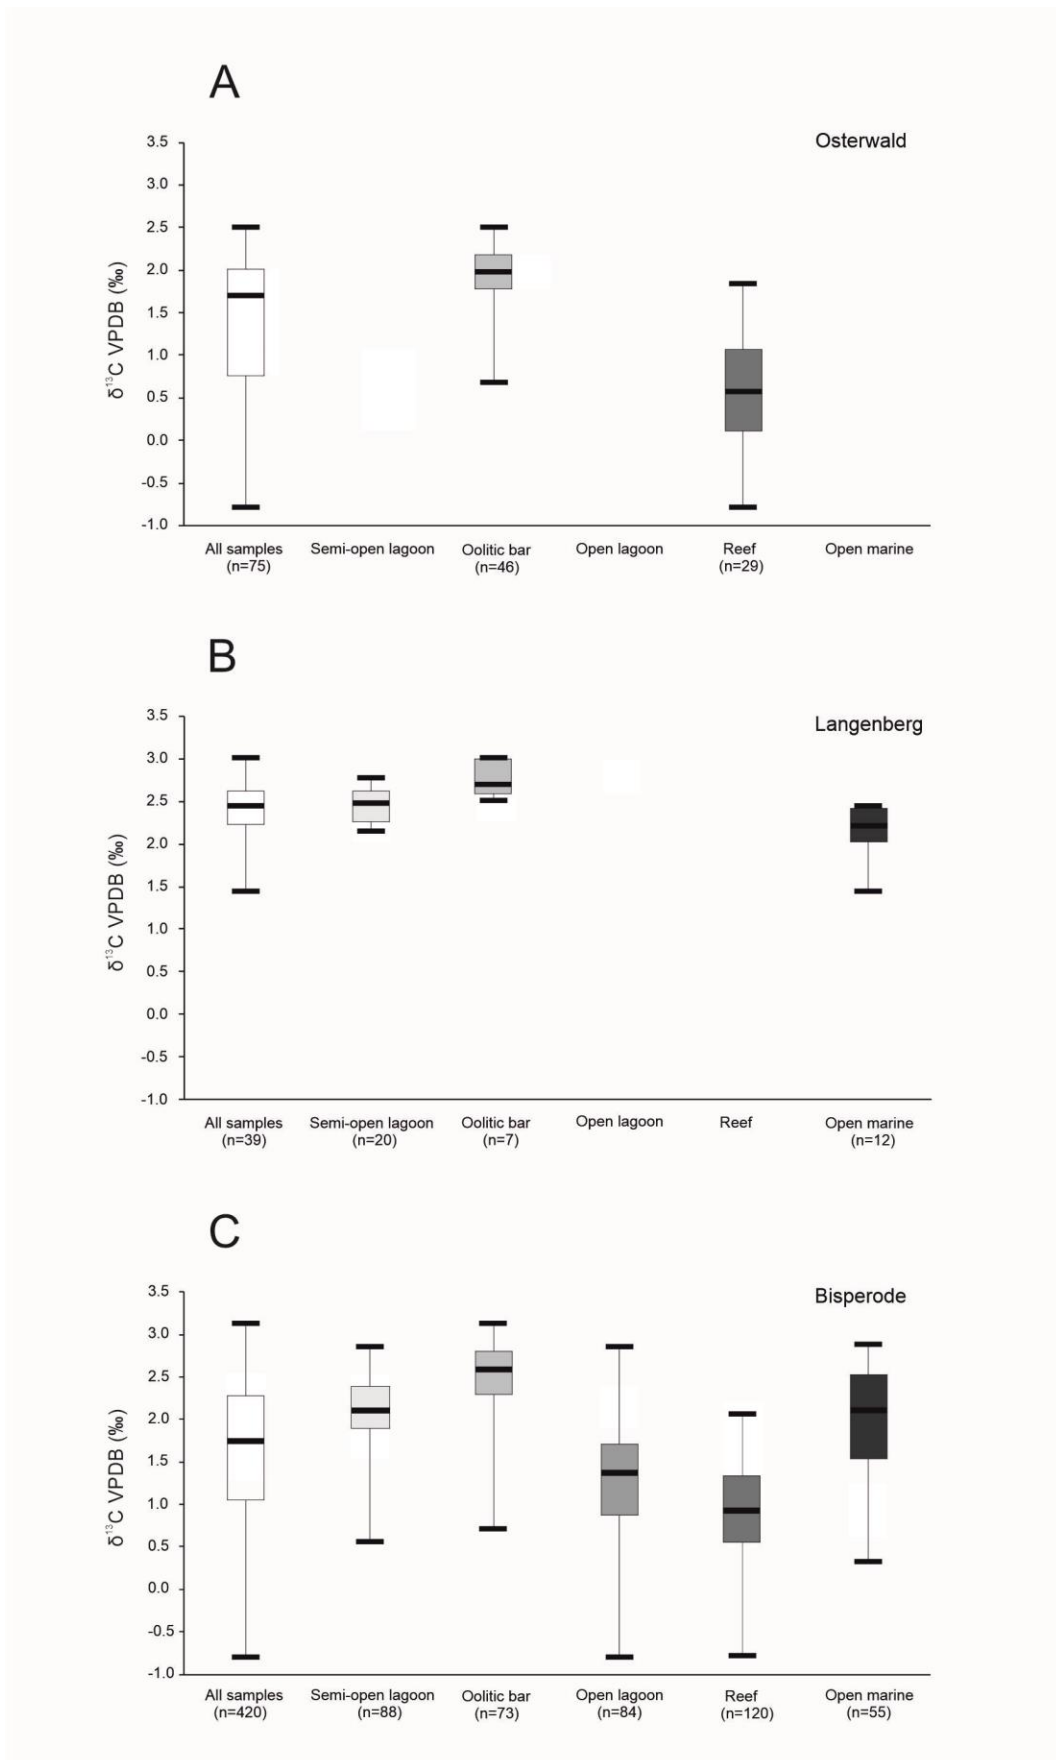 A
Osterwald
δ¹³C VPDB (‰)
3.5
3.0
2.5
2.0
1.5
1.0
0.5
0.0
-0.5
-1.0
All samples
(n=75)
Semi-open lagoon
Oolitic bar
(n=46)
Open lagoon
Reef
(n=29)
Open marine
B
Langenberg
δ¹³C VPDB (‰)
3.5
3.0
2.5
2.0
1.5
1.0
0.5
0.0
-0.5
-1.0
All samples
(n=39)
Semi-open lagoon
(n=20)
Oolitic bar
(n=7)
Open lagoon
Reef
Open marine
(n=12)
C
Bisperode
δ¹³C VPDB (‰)
3.5
3.0
2.5
2.0
1.5
1.0
0.5
0.0
-0.5
-1.0
All samples
(n=420)
Semi-open lagoon
(n=88)
Oolitic bar
(n=73)
Open lagoon
(n=84)
Reef
(n=120)
Open marine
(n=55)